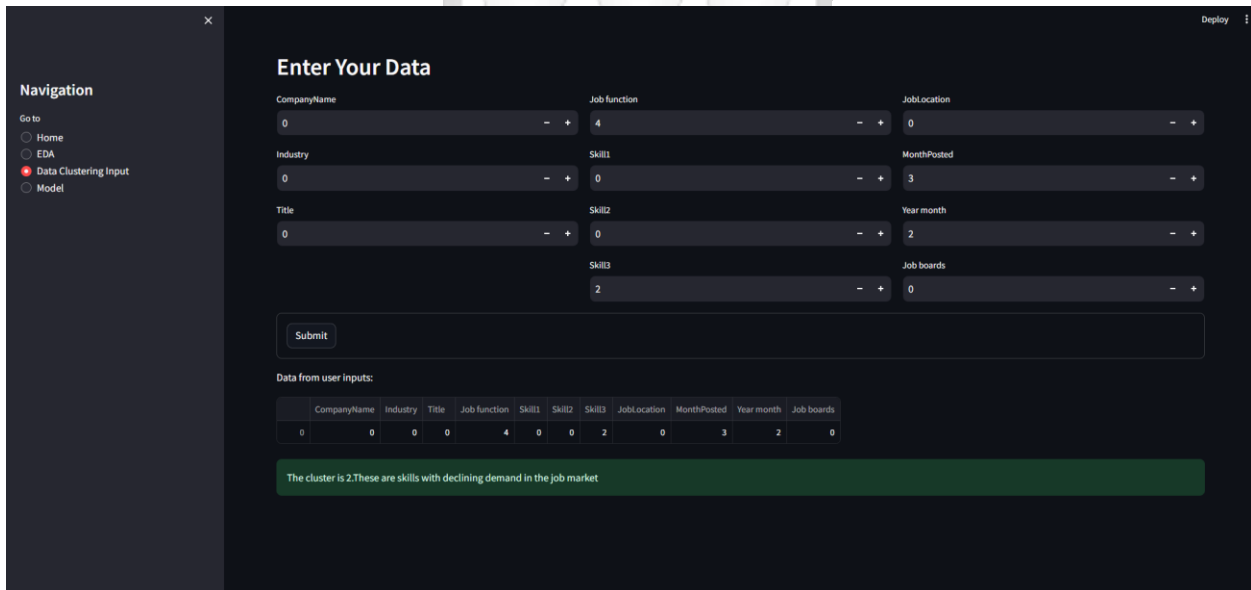 Deploy
Navigation
Go to
Home
EDA
Data Clustering Input
Model
Enter Your Data
CompanyName Job function JobLocation
0 − + 4 − + 0 − +
Industry Skill1 MonthPosted
0 − + 0 − + 3 − +
Title Skill2 Year month
0 − + 0 − + 2 − +
Skill3 Job boards
2 − + 0 − +
Submit
Data from user inputs:
CompanyName Industry Title Job function Skill1 Skill2 Skill3 JobLocation MonthPosted Year month Job boards
0 0 0 0 4 0 0 2 0 3 2 0
The cluster is 2.These are skills with declining demand in the job market